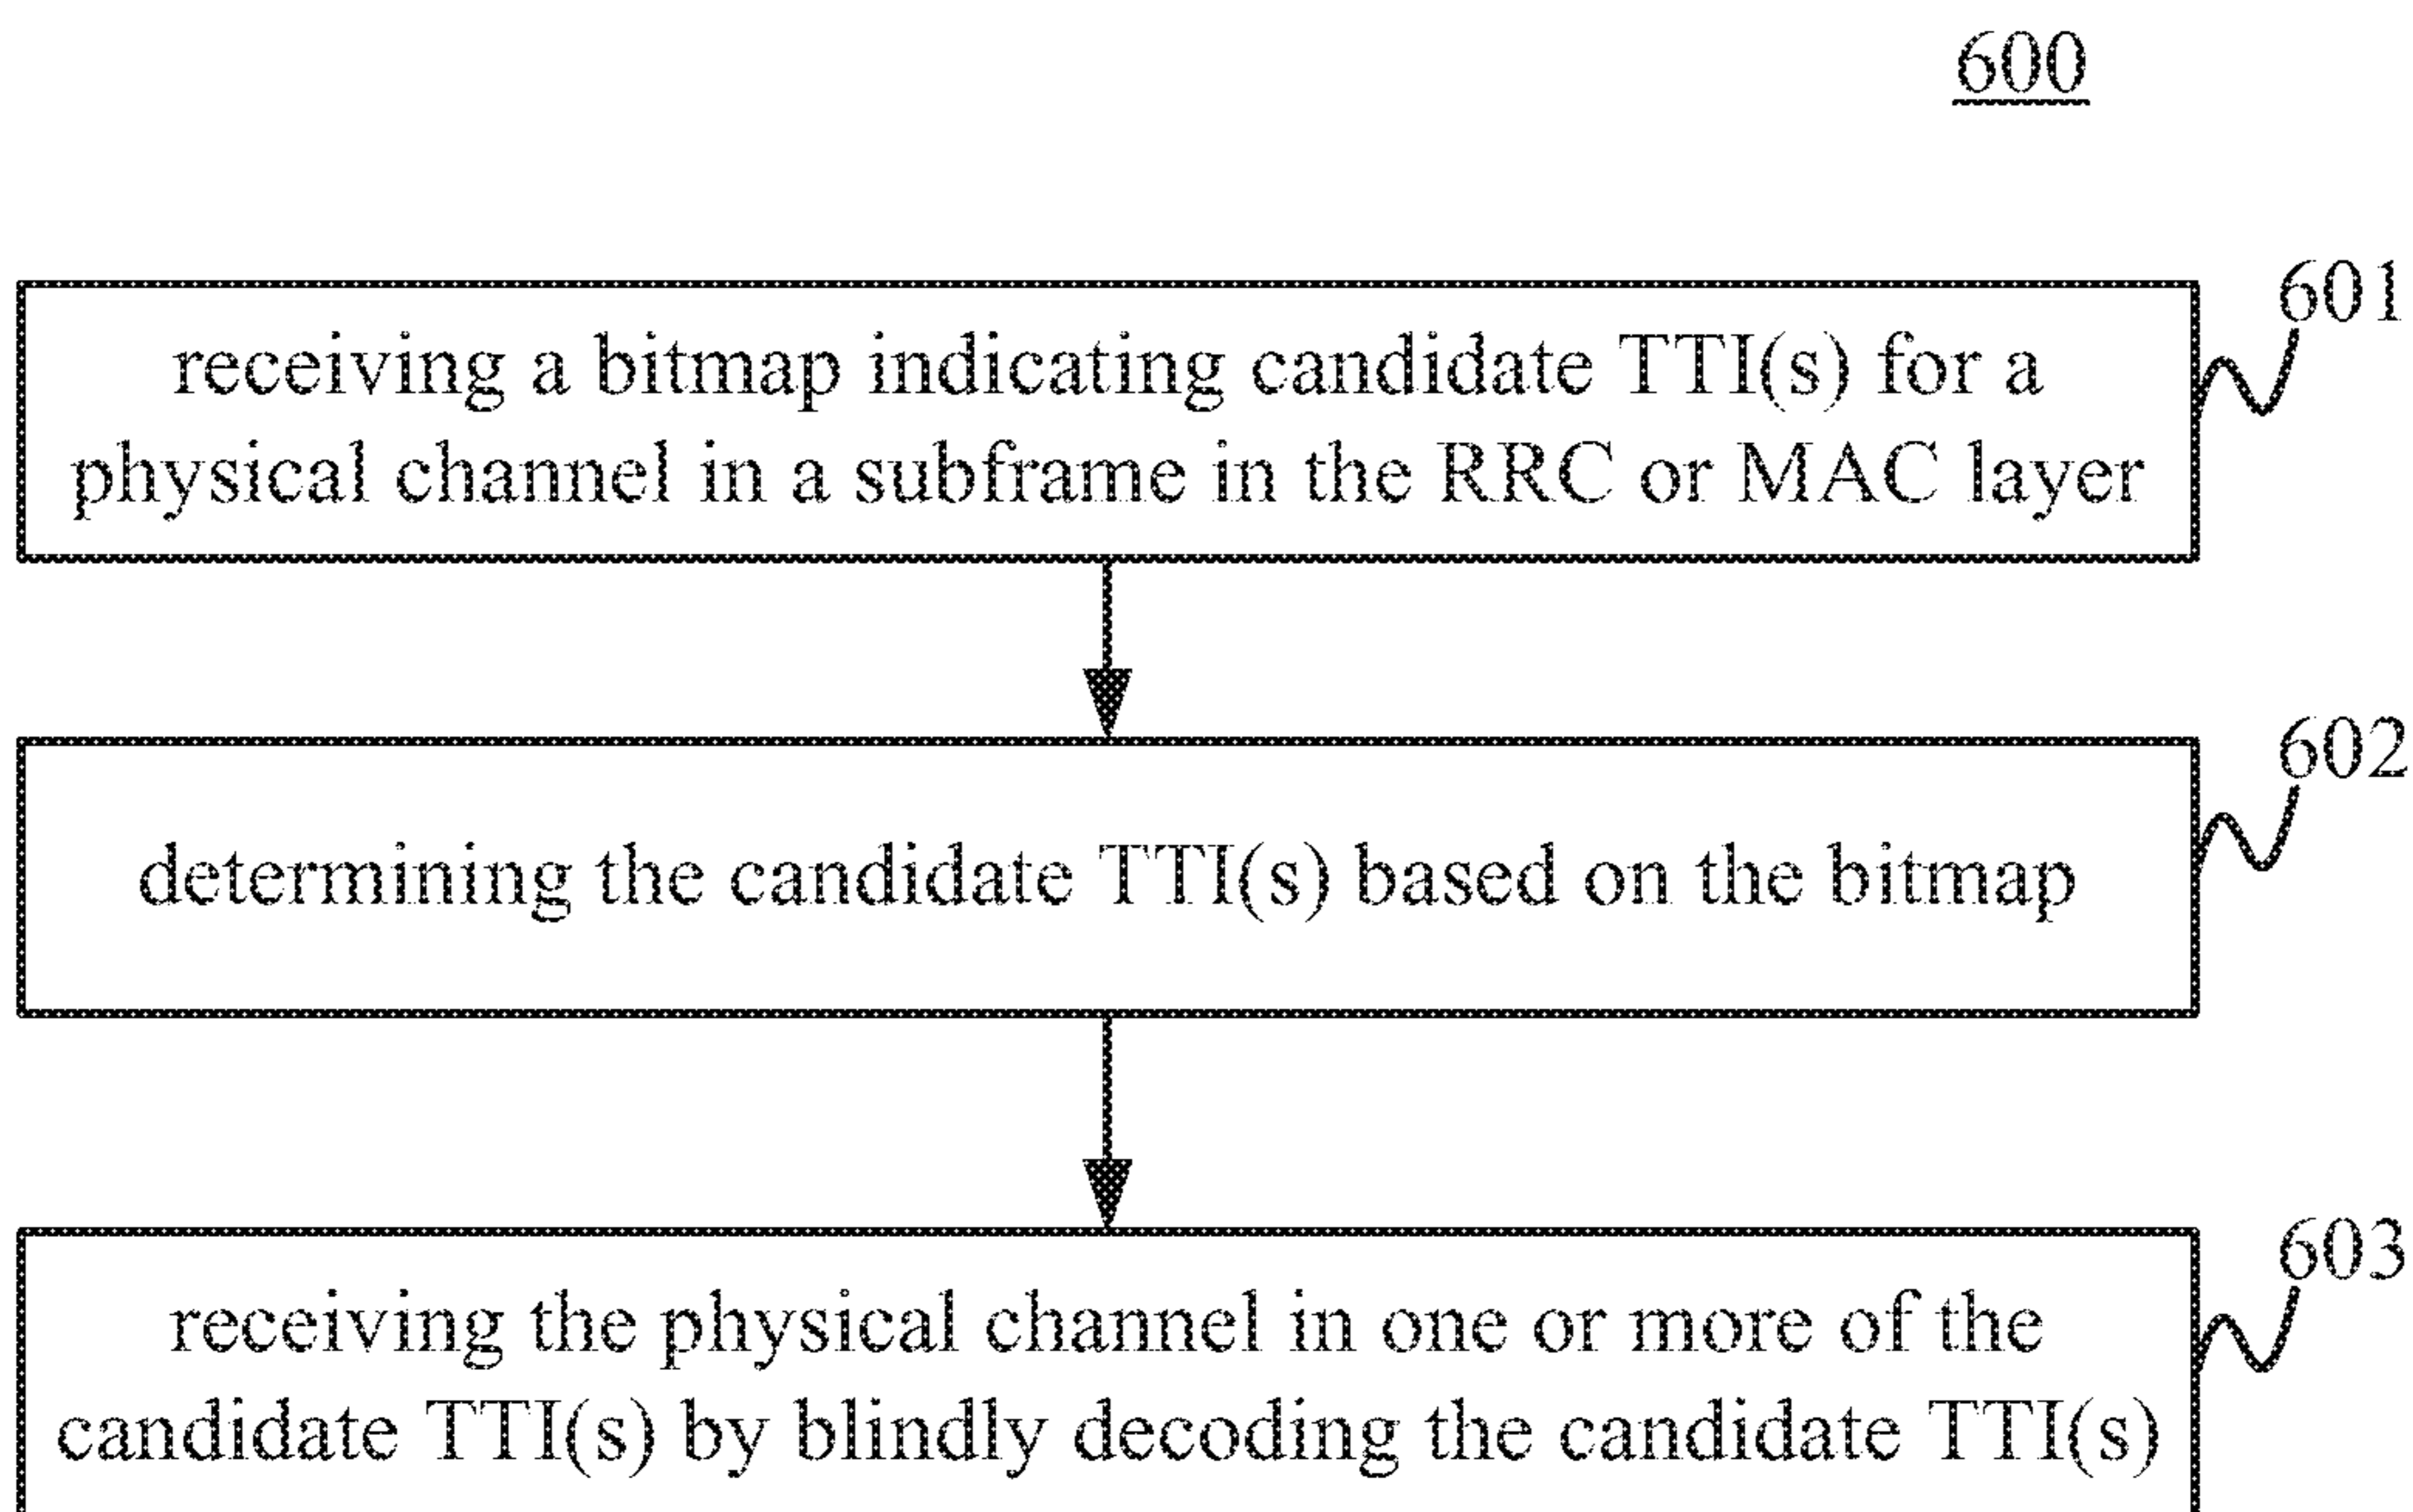 600
601
receiving a bitmap indicating candidate TTI(s) for a
physical channel in a subframe in the RRC or MAC layer
602
determining the candidate TTI(s) based on the bitmap
603
receiving the physical channel in one or more of the
candidate TTI(s) by blindly decoding the candidate TTI(s)